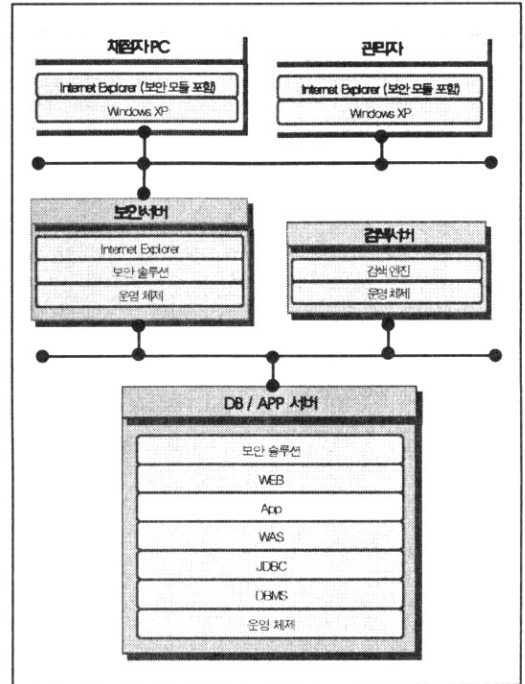 채점자 PC
Internet Explorer (보안 모듈 포함)
Windows XP
관리자
Internet Explorer (보안 모듈 포함)
Windows XP
보안서버
Internet Explorer
보안 솔루션
운영 체제
검색서버
검색 엔진
운영 체제
DB / APP 서버
보안 솔루션
WEB
App
WAS
JDBC
DBMS
운영 체제